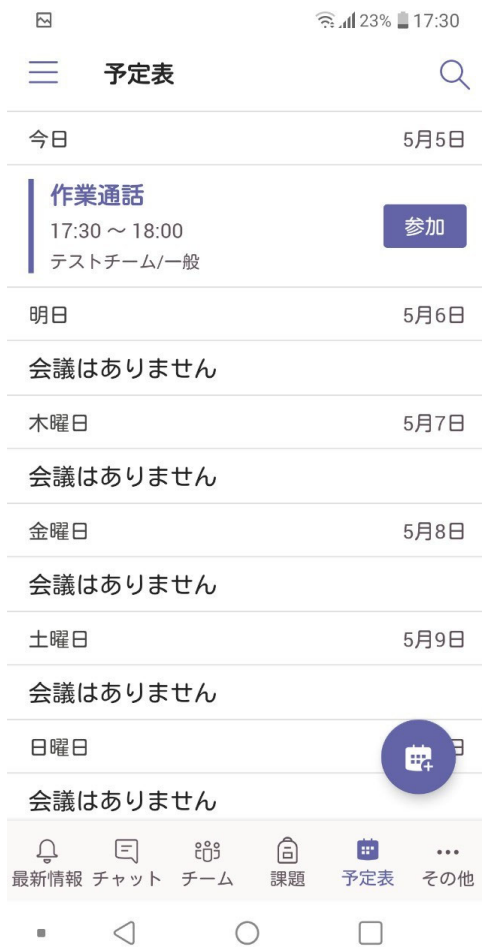 23% 17:30
予定表
今日 5月5日
作業通話
17:30 ～ 18:00
参加
テストチーム/一般
明日 5月6日
会議はありません
木曜日 5月7日
会議はありません
金曜日 5月8日
会議はありません
土曜日 5月9日
会議はありません
日曜日 日
会議はありません
最新情報 チャット チーム 課題 予定表 その他